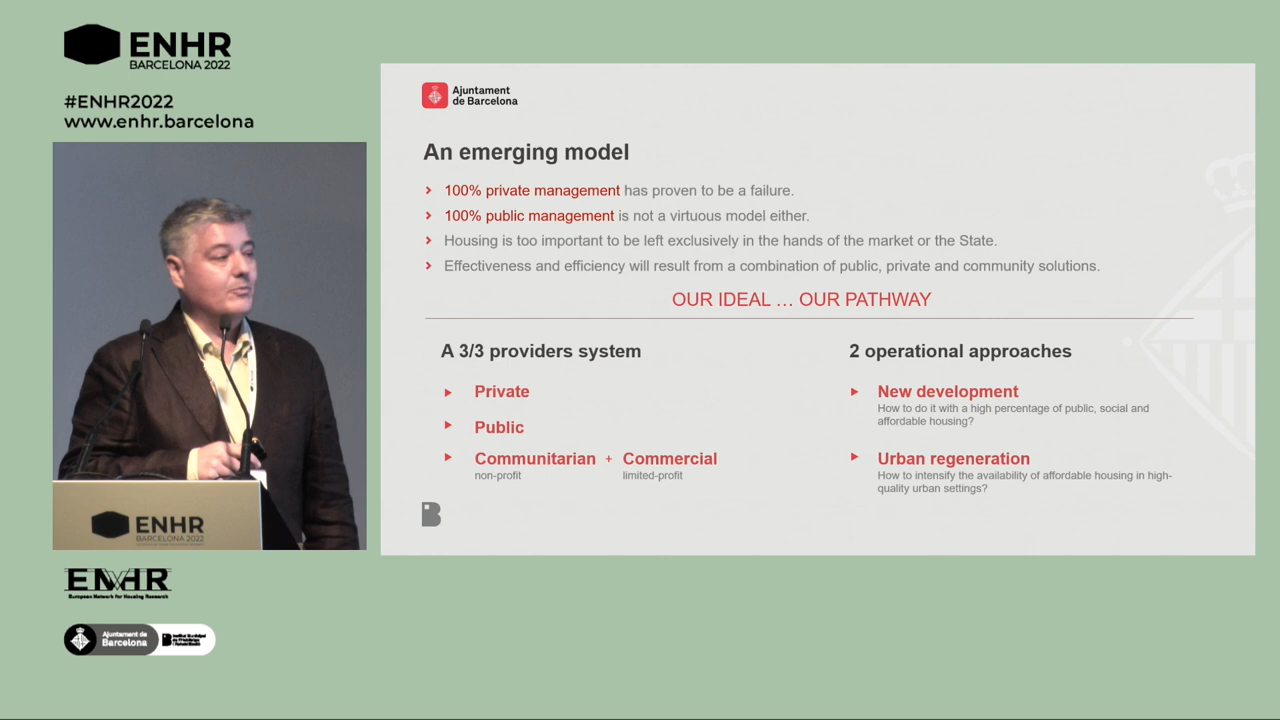 ENHR
BARCELONA 2022
#ENHR2022
www.enhr.barcelona
Ajuntament
de Barcelona
An emerging model
100% private management has proven to be a failure.
100% public management is not a virtuous model either.
Housing is too important to be left exclusively in the hands of the market or the State.
Effectiveness and efficiency will result from a combination of public, private and community solutions.
OUR IDEAL … OUR PATHWAY
A 3/3 providers system
Private
Public
Communitarian + Commercial
non-profit limited-profit
2 operational approaches
New development
How to do it with a high percentage of public, social and
affordable housing?
Urban regeneration
How to intensify the availability of affordable housing in high-
quality urban settings?
B
ENHR
BARCELONA 2022
ENHR
European Network for Housing Research
Ajuntament de
Barcelona